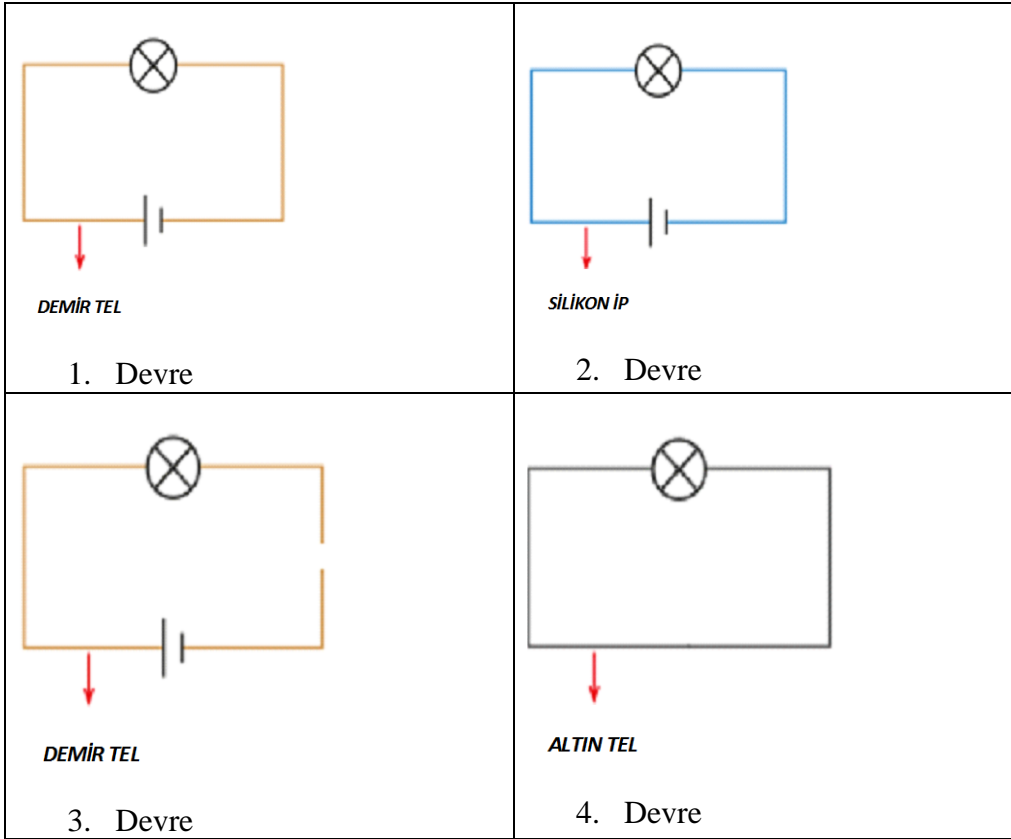 DEMİR TEL
1. Devre
SİLİKON İP
2. Devre
DEMİR TEL
3. Devre
ALTIN TEL
4. Devre